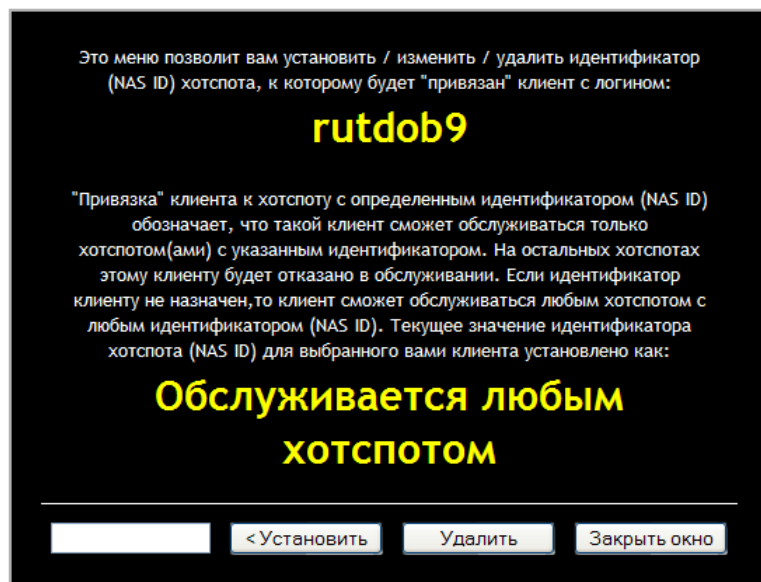 Это меню позволит вам установить / изменить / удалить идентификатор
(NAS ID) хотспота, к которому будет "привязан" клиент с логином:
rutdob9
"Привязка" клиента к хотспоту с определенным идентификатором (NAS ID)
обозначает, что такой клиент сможет обслуживаться только
хотспотом(ами) с указанным идентификатором. На остальных хотспотах
этому клиенту будет отказано в обслуживании. Если идентификатор
клиенту не назначен,то клиент сможет обслуживаться любым хотспотом с
любым идентификатором (NAS ID). Текущее значение идентификатора
хотспота (NAS ID) для выбранного вами клиента установлено как:
Обслуживается любым
хотспотом
< Установить Удалить Закрыть окно